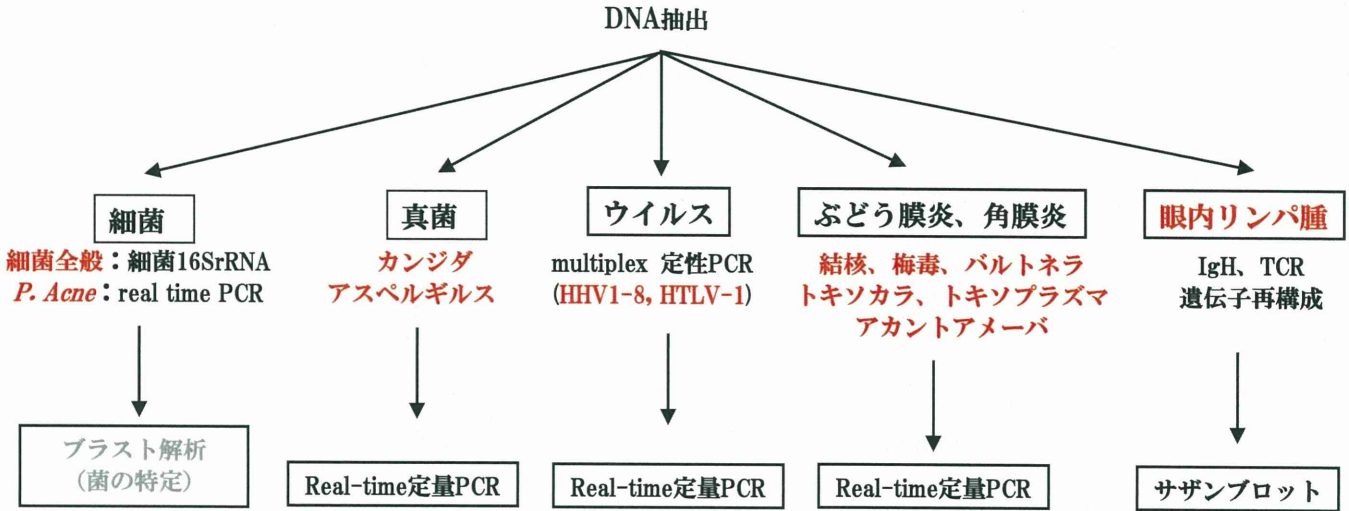 DNA抽出
細菌
細菌全般：細菌16SrRNA
P. Acne：real time PCR
ブラスト解析
(菌の特定)
真菌
カンジダ
アスペルギルス
Real-time定量PCR
ウイルス
multiplex 定性PCR
(HHV1-8, HTLV-1)
Real-time定量PCR
ぶどう膜炎、角膜炎
結核、梅毒、バルトネラ
トキソカラ、トキソプラズマ
アカントアメーバ
Real-time定量PCR
眼内リンパ腫
IgH、TCR
遺伝子再構成
サザンブロット